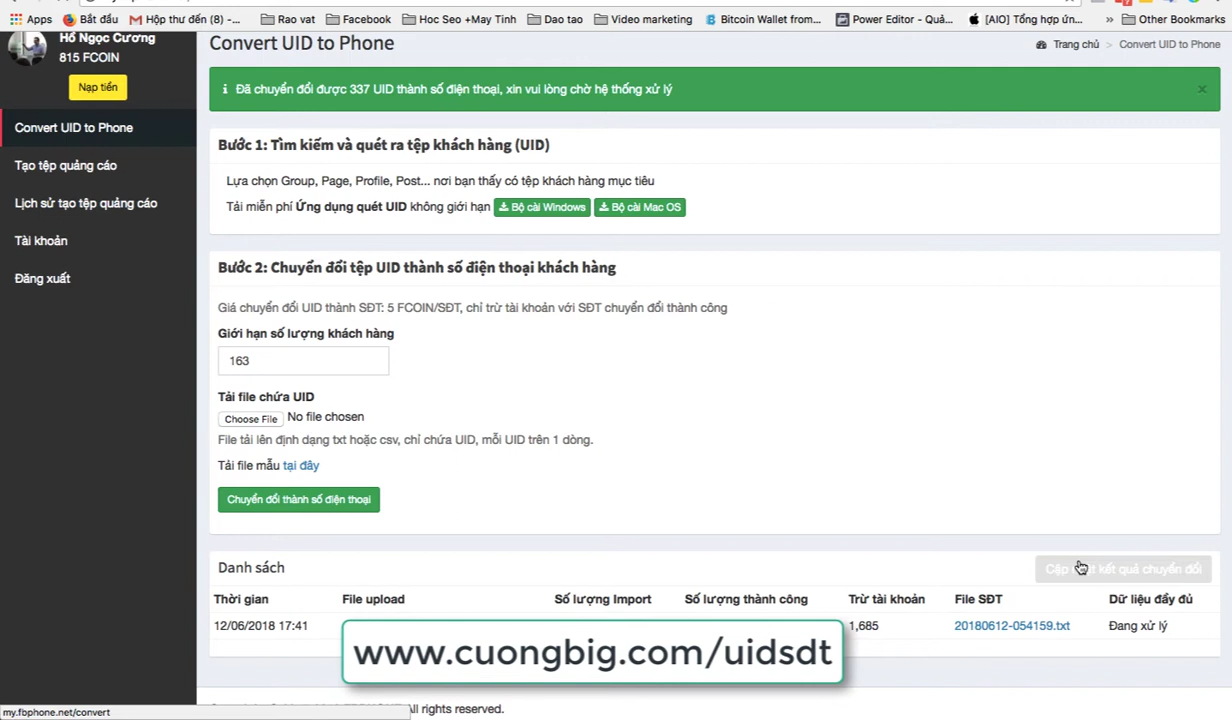 Apps Bắt đầu Hộp thư đến (8) -... Rao vat Facebook Hoc Seo +May Tinh Dao tao Video marketing Bitcoin Wallet from... Power Editor - Quả... [AIO] Tổng hợp ứn... » Other Bookmarks
Hồ Ngọc Cương
815 FCOIN
Nạp tiền
Convert UID to Phone
Tạo tệp quảng cáo
Lịch sử tạo tệp quảng cáo
Tài khoản
Đăng xuất
Convert UID to Phone
Trang chủ > Convert UID to Phone
Đã chuyển đổi được 337 UID thành số điện thoại, xin vui lòng chờ hệ thống xử lý ×
Bước 1: Tìm kiếm và quét ra tệp khách hàng (UID)
Lựa chọn Group, Page, Profile, Post... nơi bạn thấy có tệp khách hàng mục tiêu
Tải miễn phí Ứng dụng quét UID không giới hạn Bộ cài Windows Bộ cài Mac OS
Bước 2: Chuyển đổi tệp UID thành số điện thoại khách hàng
Giá chuyển đổi UID thành SĐT: 5 FCOIN/SĐT, chỉ trừ tài khoản với SĐT chuyển đổi thành công
Giới hạn số lượng khách hàng
163
Tải file chứa UID
Choose File No file chosen
File tải lên định dạng txt hoặc csv, chỉ chứa UID, mỗi UID trên 1 dòng.
Tải file mẫu tại đây
Chuyển đổi thành số điện thoại
Danh sách
kết quả chuyển đổi
Thời gian File upload Số lượng Import Số lượng thành công Trừ tài khoản File SĐT Dữ liệu đầy đủ
12/06/2018 17:41 1,685 20180612-054159.txt Đang xử lý
www.cuongbig.com/uidsdt
All rights reserved.
my.fbphone.net/convert